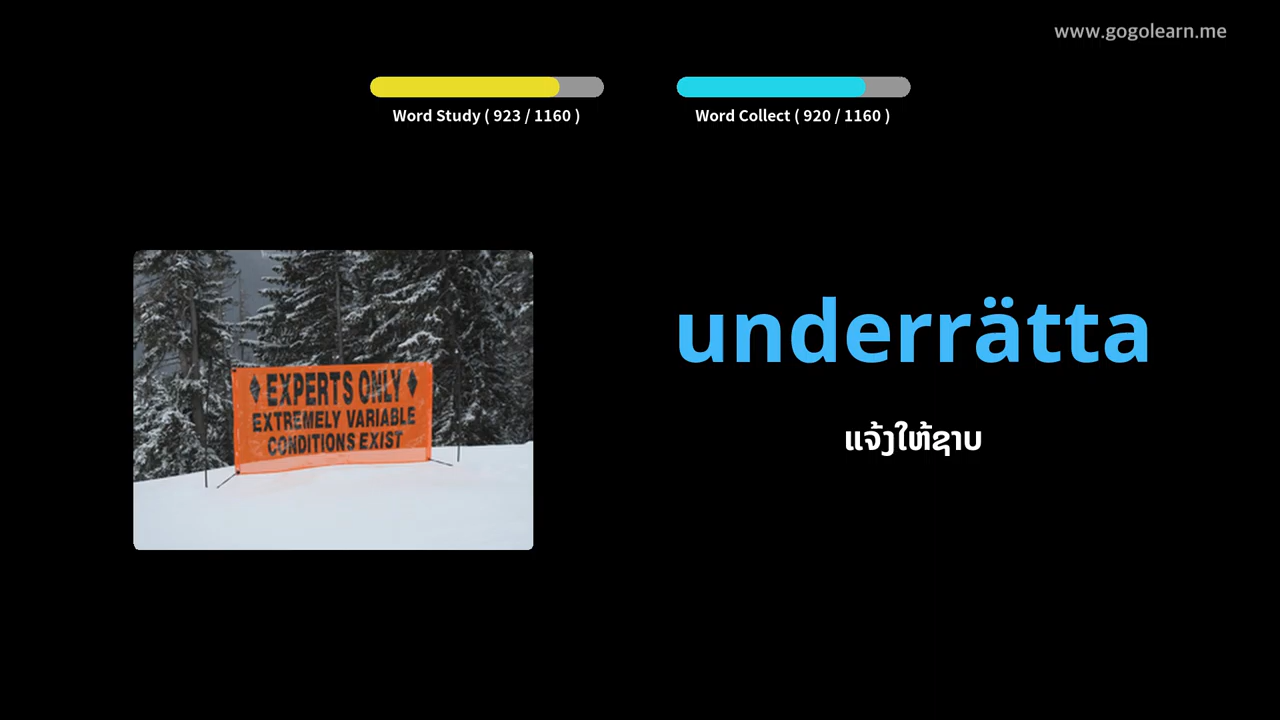 www.gogolearn.me
Word Study ( 923 / 1160 )
Word Collect ( 920 / 1160 )
EXPERTS ONLY
EXTREMELY VARIABLE
CONDITIONS EXIST
underrätta
ແຈ້ງໃຫ້ຊາບ